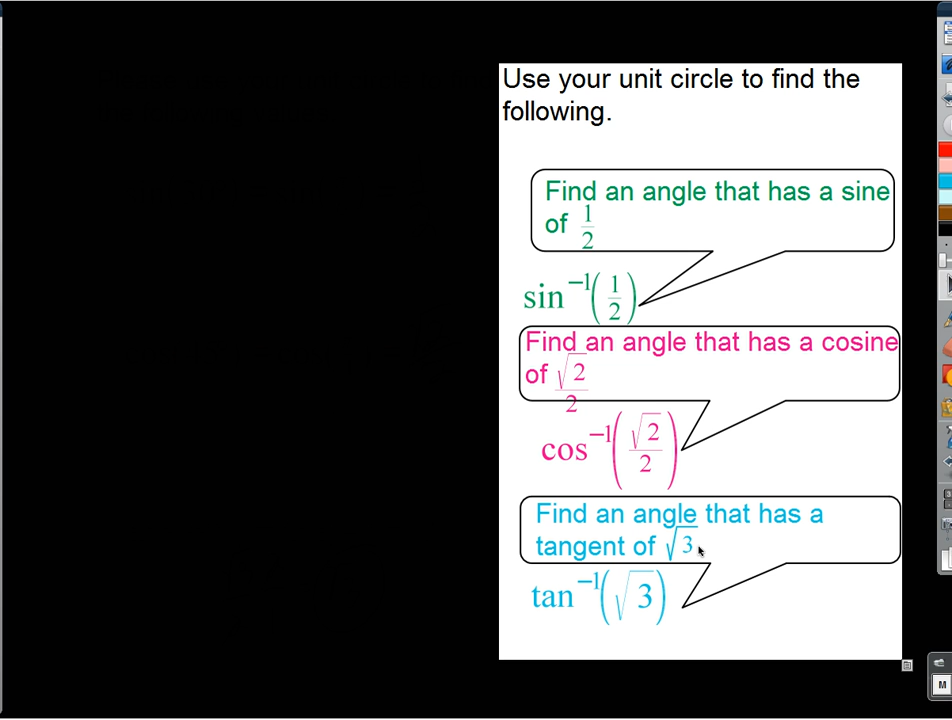 Use your unit circle to find the
following.
Find an angle that has a sine
of 1/2
sin⁻¹(1/2)
Find an angle that has a cosine
of √2/2
cos⁻¹(√2/2)
Find an angle that has a
tangent of √3
tan⁻¹(√3)
M